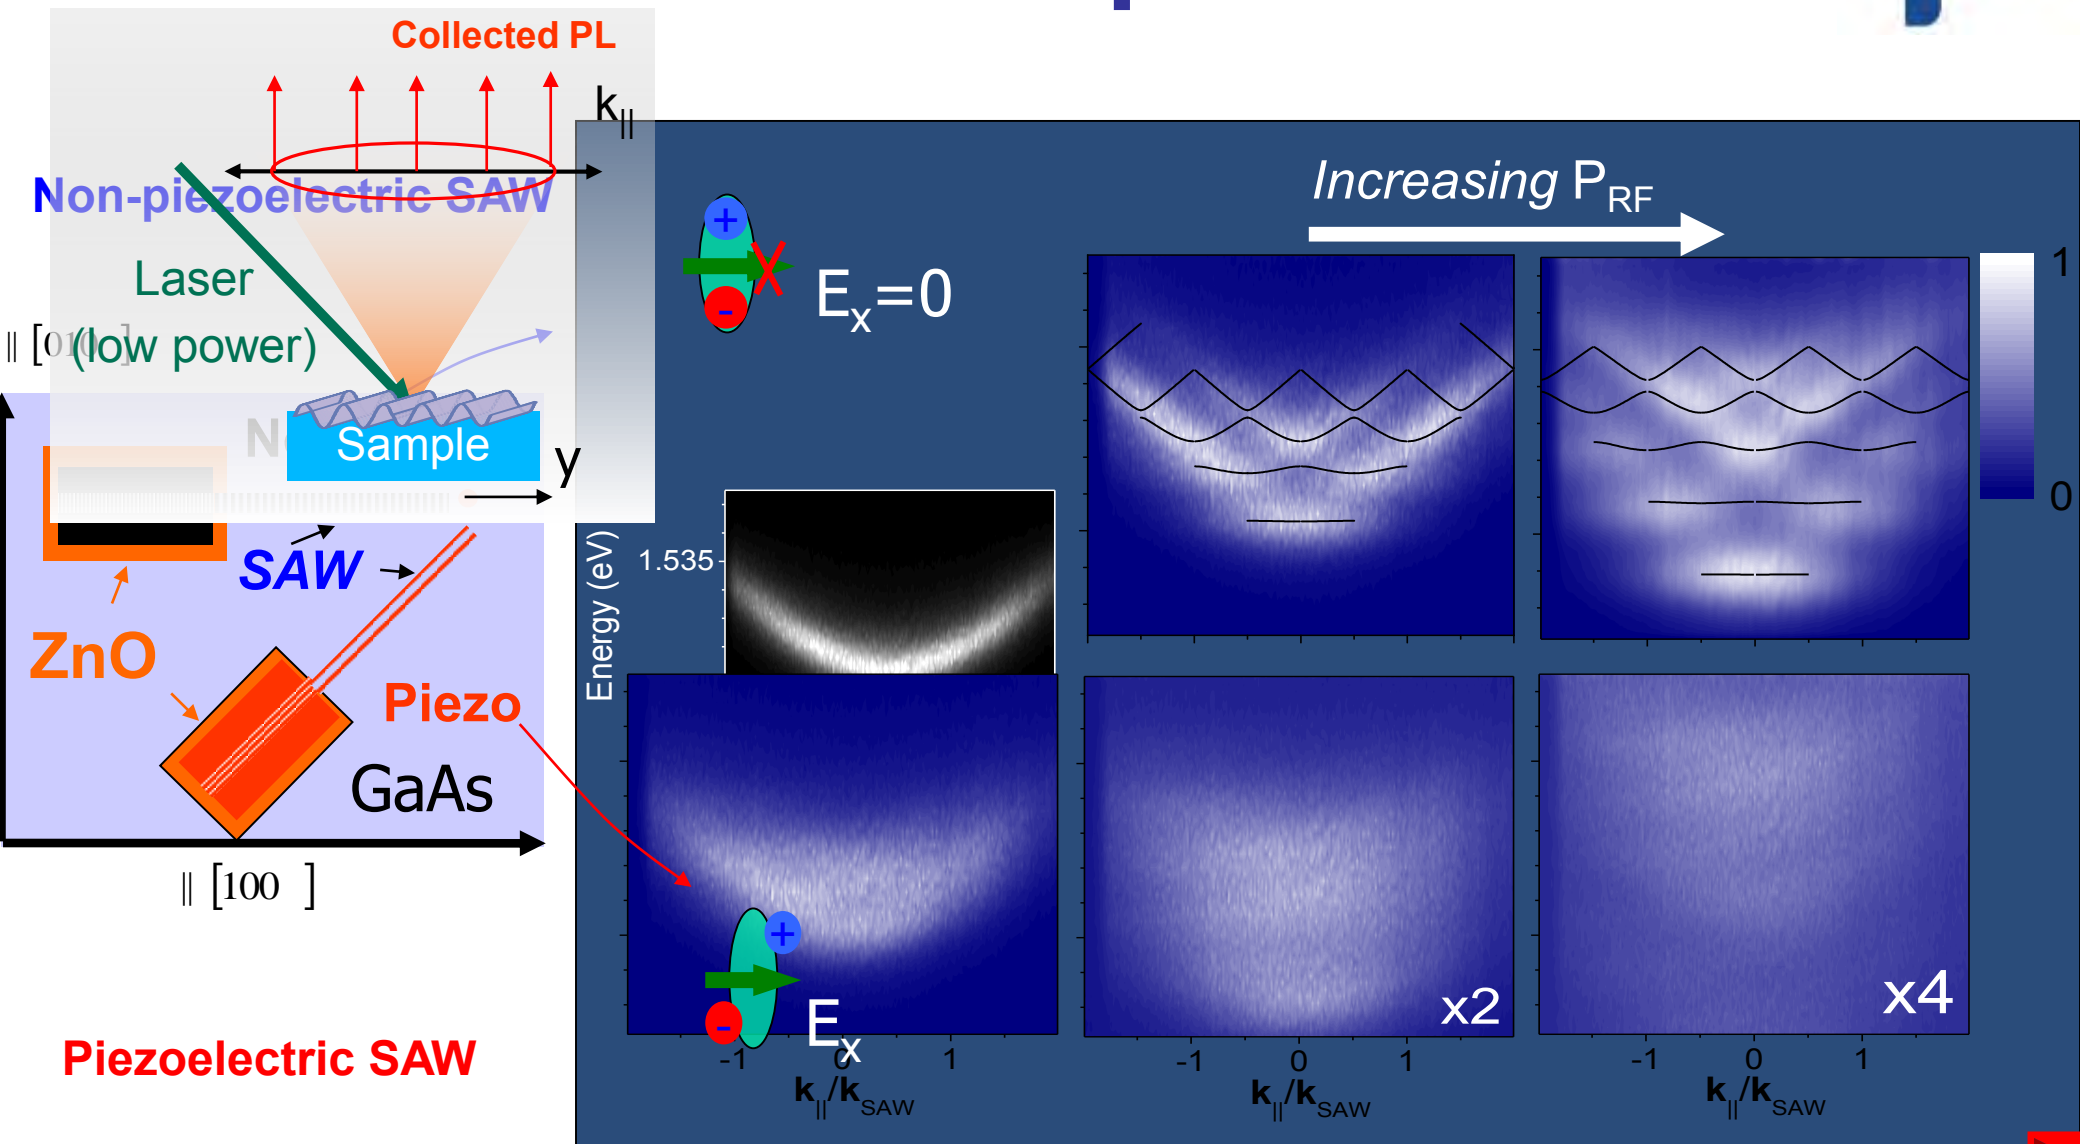 Collected PL
k||
Non-piezoelectric SAW
Laser
(low power)
|| [010 ]
Sample
y
SAW
ZnO
Piezo
GaAs
|| [100 ]
Piezoelectric SAW
+
-
Ex=0
Increasing PRF
1
0
Energy (eV)
1.535
+
-
Ex
x2
x4
-1 0 1
k||/kSAW
-1 0 1
k||/kSAW
-1 0 1
k||/kSAW